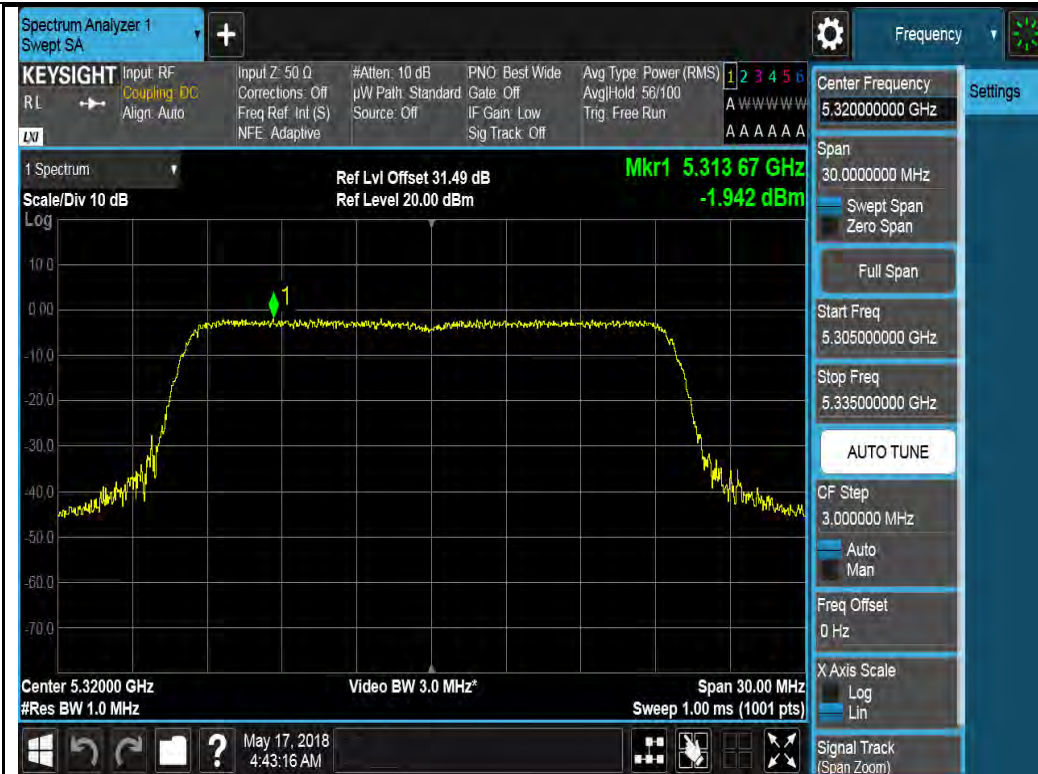 Spectrum Analyzer 1
Swept SA
Frequency
KEYSIGHT
Input: RF
Input Z: 50 Ω
#Atten: 10 dB
PNO: Best Wide
Avg Type: Power (RMS)
1 2 3 4 5 6
RL
Coupling: DC
Corrections: Off
µW Path: Standard
Gate: Off
Avg|Hold: 56/100
Align: Auto
Freq Ref: Int (S)
Source: Off
IF Gain: Low
Trig: Free Run
A W W W W W
LXI
NFE: Adaptive
Sig Track: Off
A A A A A A
1 Spectrum
Ref Lvl Offset 31.49 dB
Mkr1 5.313 67 GHz
Scale/Div 10 dB
Ref Level 20.00 dBm
-1.942 dBm
Log
10.0
1
0.00
-10.0
-20.0
-30.0
-40.0
-50.0
-60.0
-70.0
Center 5.32000 GHz
Video BW 3.0 MHz*
Span 30.00 MHz
#Res BW 1.0 MHz
Sweep 1.00 ms (1001 pts)
?
May 17, 2018
4:43:16 AM
Center Frequency
5.320000000 GHz
Settings
Span
30.0000000 MHz
Swept Span
Zero Span
Full Span
Start Freq
5.305000000 GHz
Stop Freq
5.335000000 GHz
AUTO TUNE
CF Step
3.000000 MHz
Auto
Man
Freq Offset
0 Hz
X Axis Scale
Log
Lin
Signal Track
(Span Zoom)